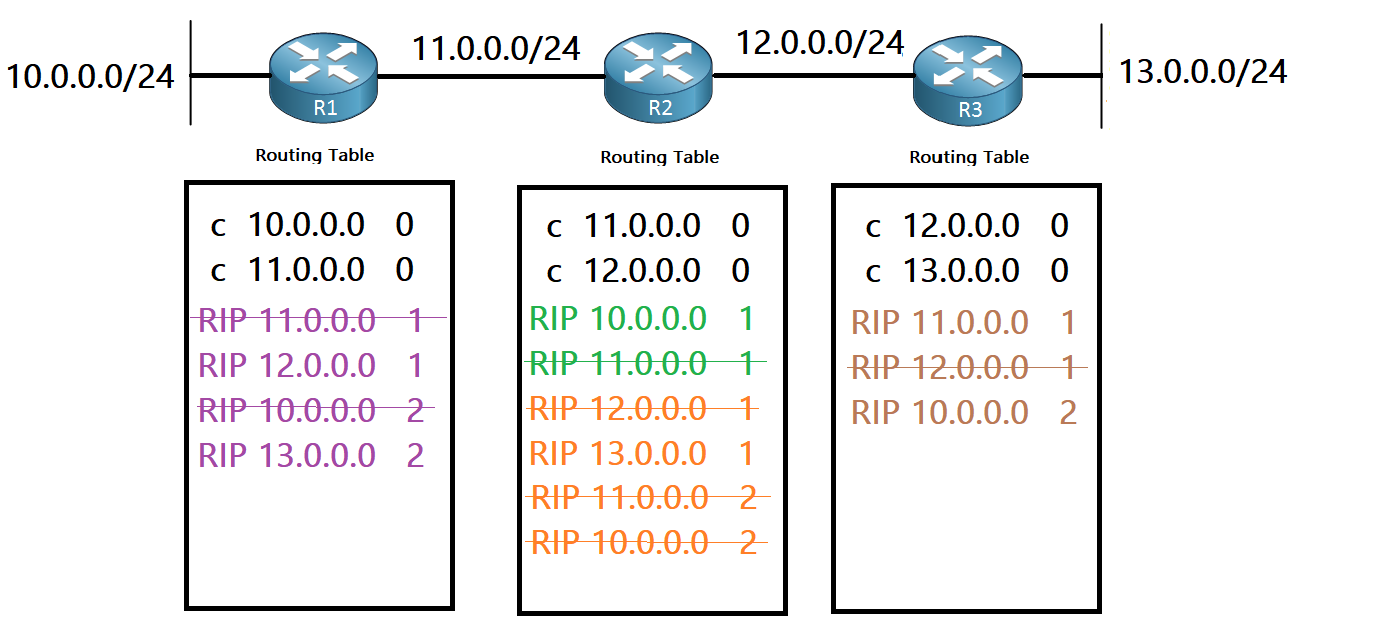 10.0.0.0/24
11.0.0.0/24
12.0.0.0/24
13.0.0.0/24
R1
R2
R3
Routing Table
c 10.0.0.0 0
c 11.0.0.0 0
RIP 11.0.0.0 1
RIP 12.0.0.0 1
RIP 10.0.0.0 2
RIP 13.0.0.0 2
Routing Table
c 11.0.0.0 0
c 12.0.0.0 0
RIP 10.0.0.0 1
RIP 11.0.0.0 1
RIP 12.0.0.0 1
RIP 13.0.0.0 1
RIP 11.0.0.0 2
RIP 10.0.0.0 2
Routing Table
c 12.0.0.0 0
c 13.0.0.0 0
RIP 11.0.0.0 1
RIP 12.0.0.0 1
RIP 10.0.0.0 2